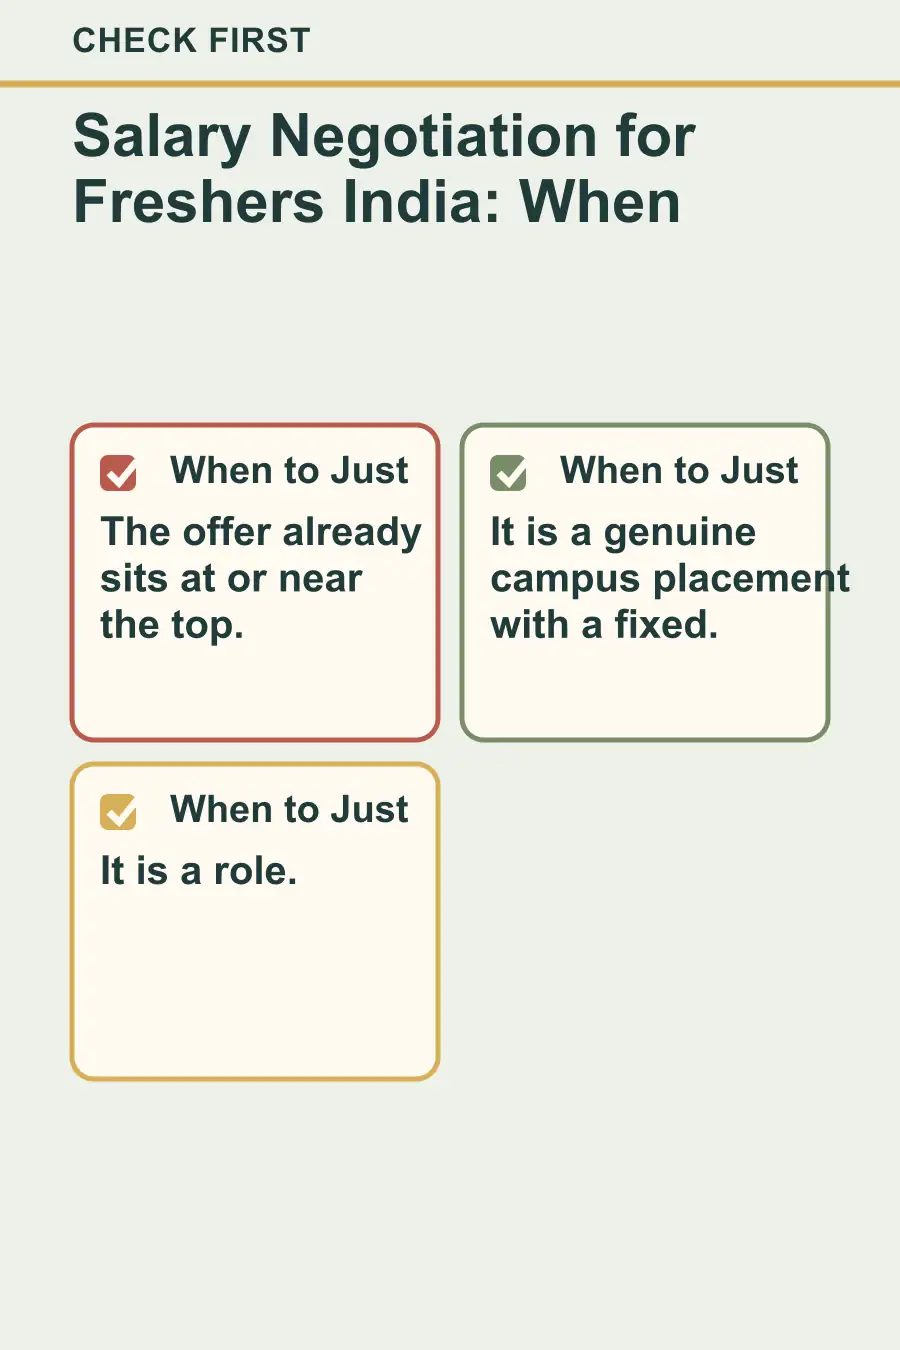 CHECK FIRST
Salary Negotiation for
Freshers India: When
When to Just
The offer already
sits at or near
the top.
When to Just
It is a genuine
campus placement
with a fixed.
When to Just
It is a role.